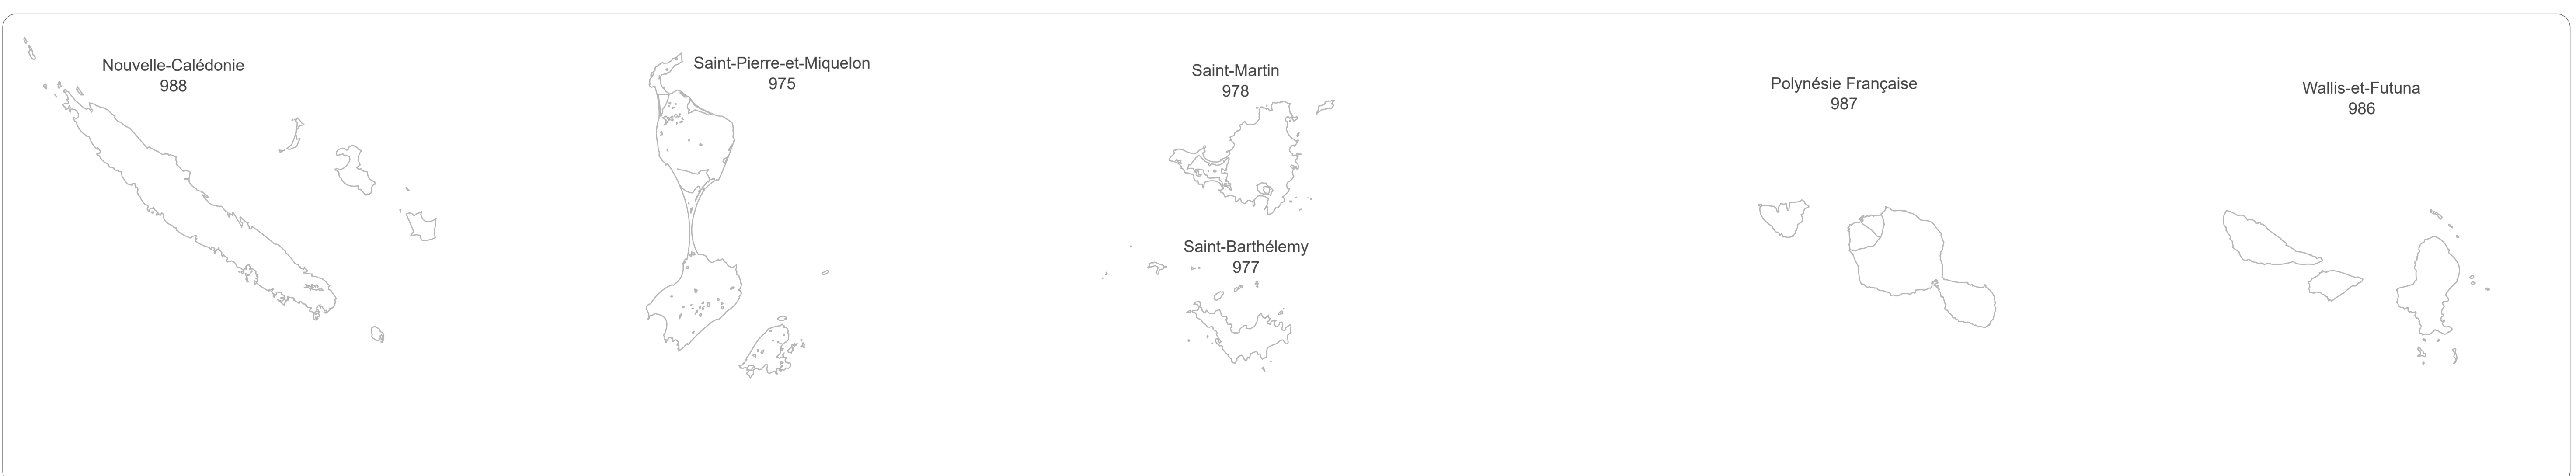 Nouvelle-Calédonie
988
Saint-Pierre-et-Miquelon
975
Saint-Martin
978
Saint-Barthélemy
977
Polynésie Française
987
Wallis-et-Futuna
986